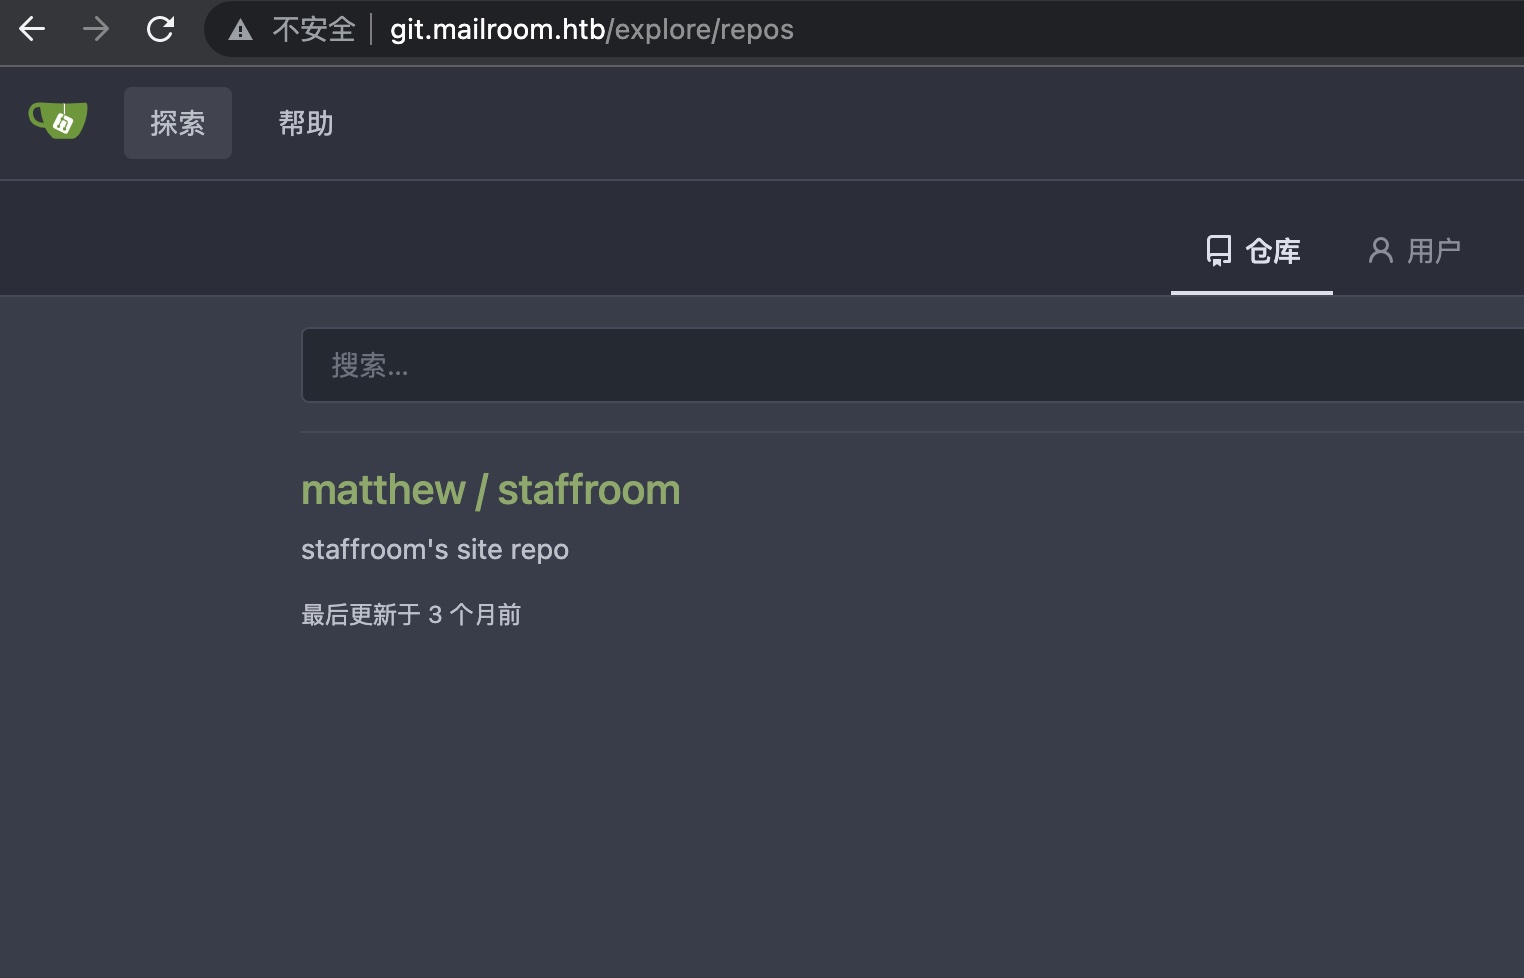 不安全 git.mailroom.htb/explore/repos
探索 帮助
仓库 用户
搜索...
matthew / staffroom
staffroom's site repo
最后更新于 3 个月前